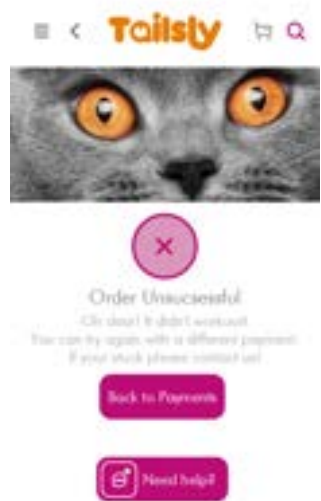 Tailsly
Order Unsucsessful
Oh dear! It didn't workout
You can try again with a different payment
If your stuck please contact us!
Back to Payments
Need help?